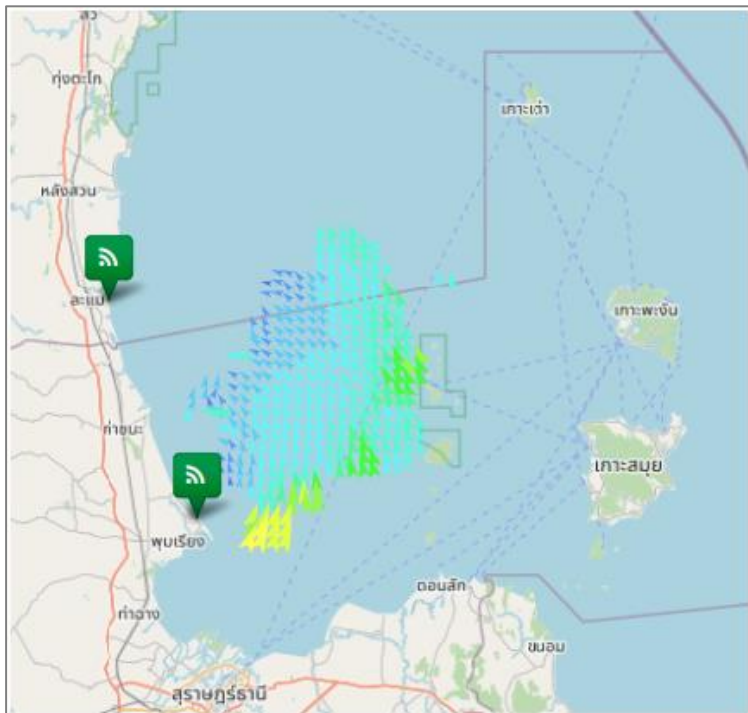 สวี
ทุ่งตะโก
เกาะเต่า
หลังสวน
ละแม
เกาะพะงัน
ท่าชนะ
เกาะสมุย
พุมเรียง
ดอนสัก
ท่าฉาง
ขนอม
สุราษฎร์ธานี